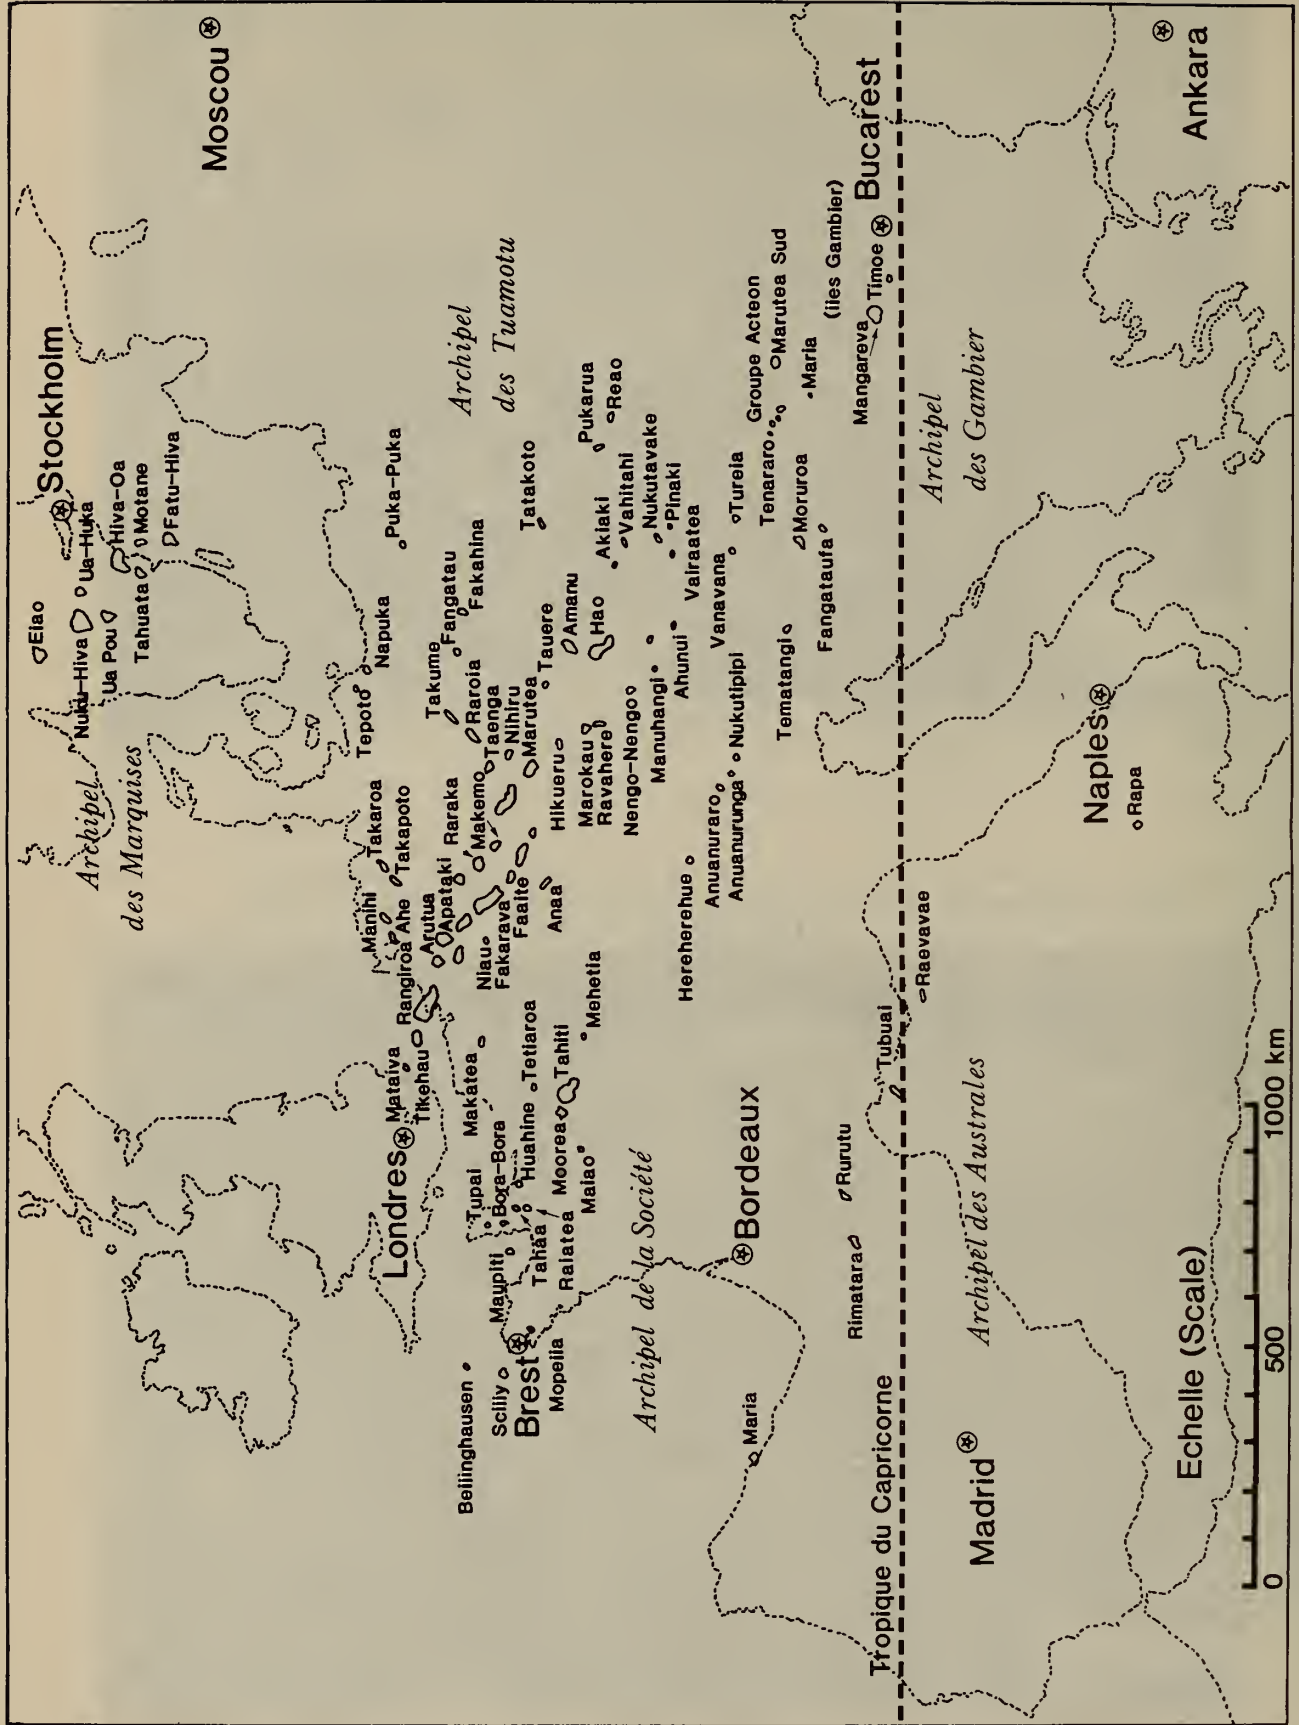 Stockholm
Moscou
Eiao
Nuku-Hiva
Ua-Huka
Ua Pou
Hiva-Oa
Tahuata
Motane
Fatu-Hiva
Archipel
des Marquises
Manihi
Takaroa
Takapoto
Ahe
Tepoto
Napuka
Puka-Puka
Londres
Mataiva
Tikehau
Rangiroa
Arutua
Apataki
Raraka
Makemo
Takume
Raroia
Fangatau
Fakahina
Archipel
des Tuamotu
Taenga
Nihiru
Marutea
Tauere
Tatakoto
Niau
Fakarava
Faaite
Anaa
Hikueru
Amanu
Hao
Akiaki
Vahitahi
Pukarua
Reao
Nukutavake
Pinaki
Vairaatea
Marokau
Ravahere
Nengo-Nengo
Manuhangi
Ahunui
Bellinghausen
Scilly
Brest
Mopelia
Maupiti
Tupai
Bora-Bora
Tahaa
Raiatea
Huahine
Makatea
Tetiaroa
Moorea
Tahiti
Maiao
Mehetia
Archipel de la Société
Hereherehue
Anuanuraro
Anuanurunga
Nukutipipi
Vanavana
Tureia
Tenararo
Groupe Acteon
Marutea Sud
Tematangi
Moruroa
Fangataufa
Maria
(iles Gambier)
Mangareva
Timoe
Bucarest
Bordeaux
Maria
Rimatara
Rurutu
Tubuai
Raevavae
Tropique du Capricorne
Archipel
des Gambier
Archipel des Australes
Madrid
Naples
Rapa
Ankara
Echelle (Scale)
0
500
1000 km